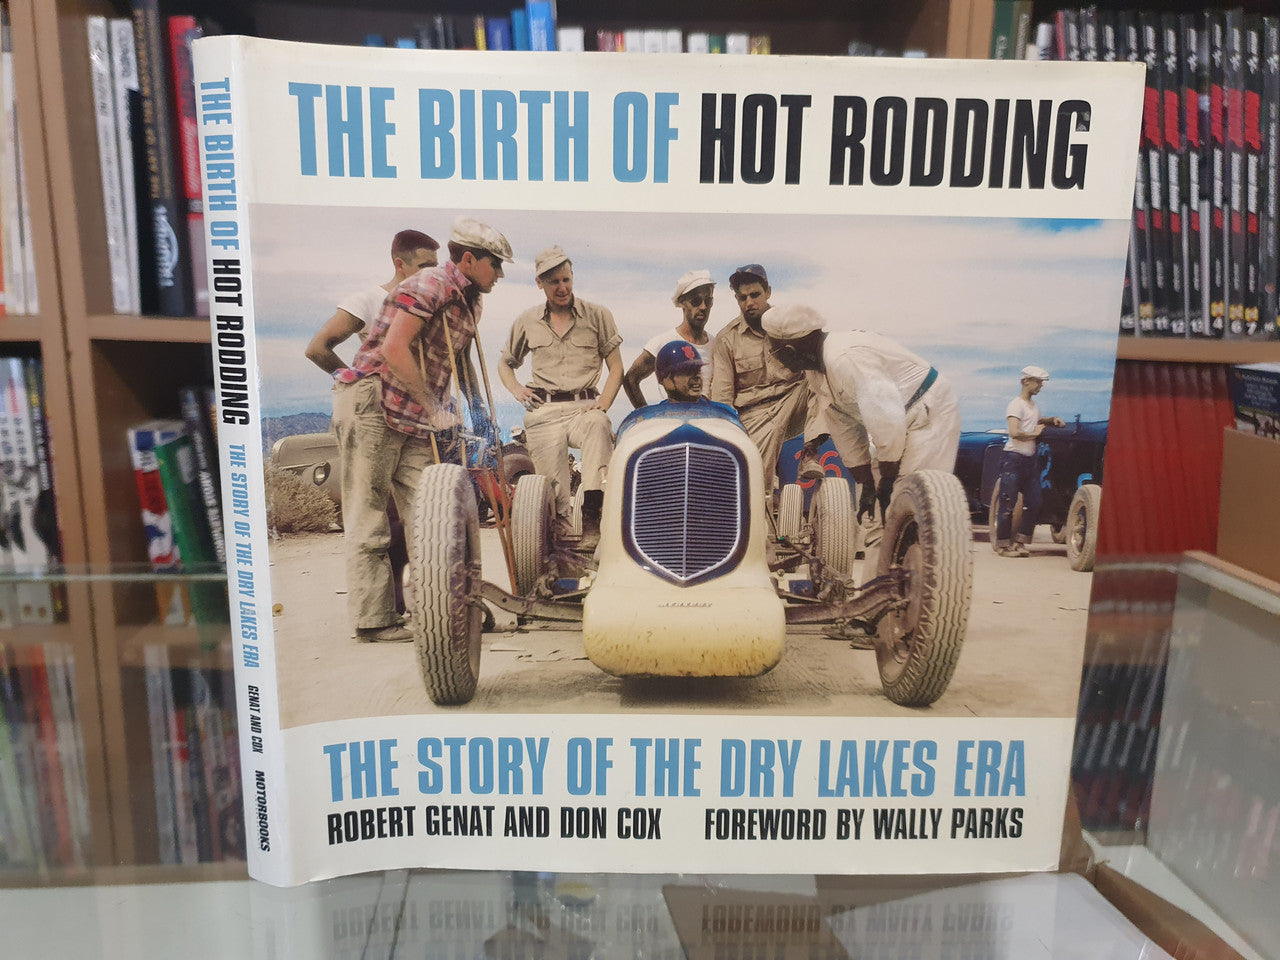 THE BIRTH OF HOT RODDING
THE STORY OF THE DRY LAKES ERA
ROBERT GENAT AND DON COX FOREWORD BY WALLY PARKS
THE BIRTH OF HOT RODDING THE STORY OF THE DRY LAKES ERA GENAT AND COX MOTORBOOKS